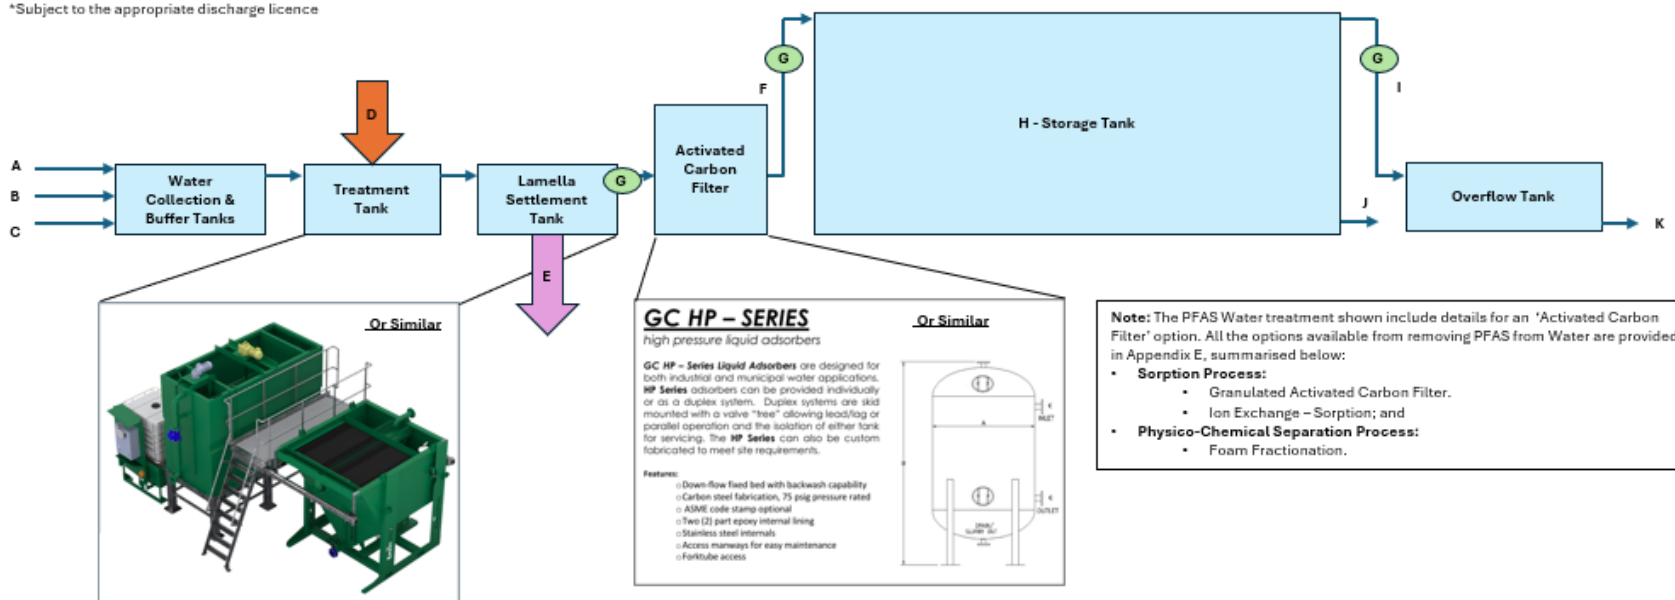 *Subject to the appropriate discharge licence
G
G
F
I
H - Storage Tank
D
Activated
Carbon
Filter
A
B
C
Water
Collection &
Buffer Tanks
Treatment
Tank
Lamella
Settlement
Tank
G
J
Overflow Tank
K
E
Or Similar
GC HP – SERIES
high pressure liquid adsorbers
Or Similar
GC HP – Series Liquid Adsorbers are designed for
both industrial and municipal water applications.
HP Series adsorbers can be provided individually
or as a duplex system. Duplex systems are skid
mounted with a valve "tree" allowing lead/lag or
parallel operation and the isolation of either tank
for servicing. The HP Series can also be custom
fabricated to meet site requirements.
Features:
○ Down-flow fixed bed with backwash capability
○ Carbon steel fabrication, 75 psig pressure rated
○ ASME code stamp optional
○ Two (2) part epoxy internal lining
○ Stainless steel internals
○ Access manways for easy maintenance
○ Forktube access
A
INLET
OUTLET
Note: The PFAS Water treatment shown include details for an 'Activated Carbon
Filter' option. All the options available from removing PFAS from Water are provided
in Appendix E, summarised below:
• Sorption Process:
• Granulated Activated Carbon Filter.
• Ion Exchange – Sorption; and
• Physico-Chemical Separation Process:
• Foam Fractionation.